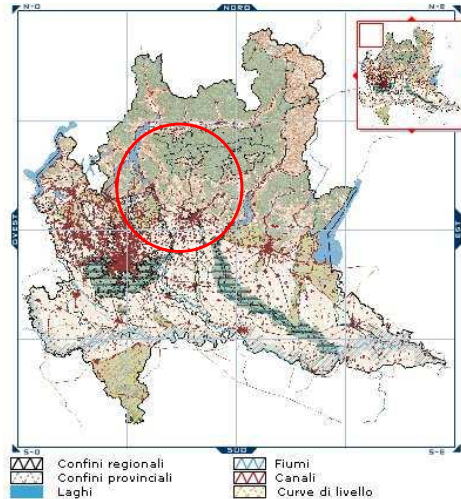 N-O NORD N-E
OVEST EST
S-O SUD S-E
Confini regionali Fiumi
Confini provinciali Canali
Laghi Curve di livello